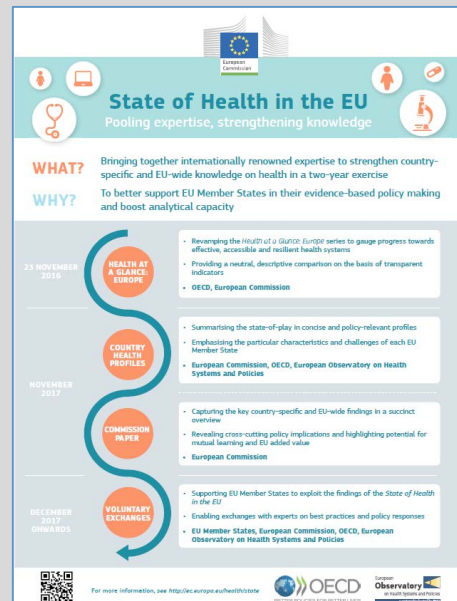 European
Commission
State of Health in the EU
Pooling expertise, strengthening knowledge
WHAT?
Bringing together internationally renowned expertise to strengthen country-
specific and EU-wide knowledge on health in a two-year exercise
WHY?
To better support EU Member States in their evidence-based policy making
and boost analytical capacity
23 NOVEMBER
2016
HEALTH AT
A GLANCE:
EUROPE
• Revamping the Health at a Glance: Europe series to gauge progress towards
effective, accessible and resilient health systems
• Providing a neutral, descriptive comparison on the basis of transparent
indicators
• OECD, European Commission
NOVEMBER
2017
COUNTRY
HEALTH
PROFILES
• Summarising the state-of-play in concise and policy-relevant profiles
• Emphasising the particular characteristics and challenges of each EU
Member State
• European Commission, OECD, European Observatory on Health
Systems and Policies
COMMISSION
PAPER
• Capturing the key country-specific and EU-wide findings in a succinct
overview
• Revealing cross-cutting policy implications and highlighting potential for
mutual learning and EU added value
• European Commission
DECEMBER
2017
ONWARDS
VOLUNTARY
EXCHANGES
• Supporting EU Member States to exploit the findings of the State of Health
in the EU
• Enabling exchanges with experts on best practices and policy responses
• EU Member States, European Commission, OECD, European
Observatory on Health Systems and Policies
For more information, see http://ec.europa.eu/health/state
OECD
European
Observatory
on Health Systems and Policies